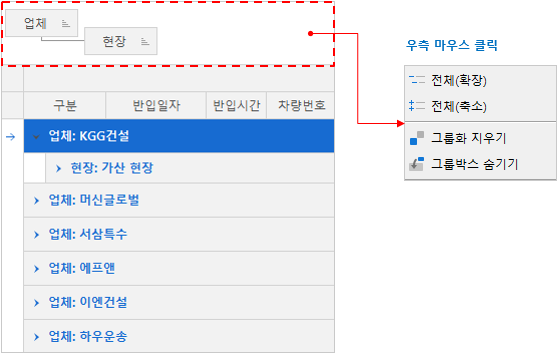 업체
현장
우측 마우스 클릭
전체(확장)
전체(축소)
그룹화 지우기
그룹박스 숨기기
구분 반입일자 반입시간 차량번호
업체: KGG건설
현장: 가산 현장
업체: 머신글로벌
업체: 서삼특수
업체: 에프앤
업체: 이엔건설
업체: 하우운송